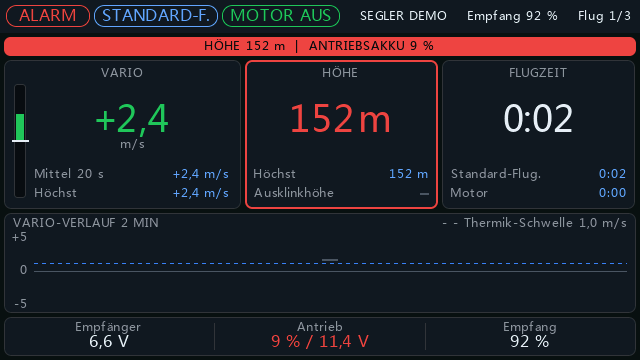 ALARM STANDARD-F. MOTOR AUS SEGLER DEMO Empfang 92 % Flug 1/3
HÖHE 152 m | ANTRIEBSAKKU 9 %
VARIO
+2,4
m/s
Mittel 20 s +2,4 m/s
Höchst +2,4 m/s
HÖHE
152 m
Höchst 152 m
Ausklinkhöhe —
FLUGZEIT
0:02
Standard-Flug. 0:02
Motor 0:00
VARIO-VERLAUF 2 MIN - - Thermik-Schwelle 1,0 m/s
+5
0
-5
Empfänger
6,6 V
Antrieb
9 % / 11,4 V
Empfang
92 %